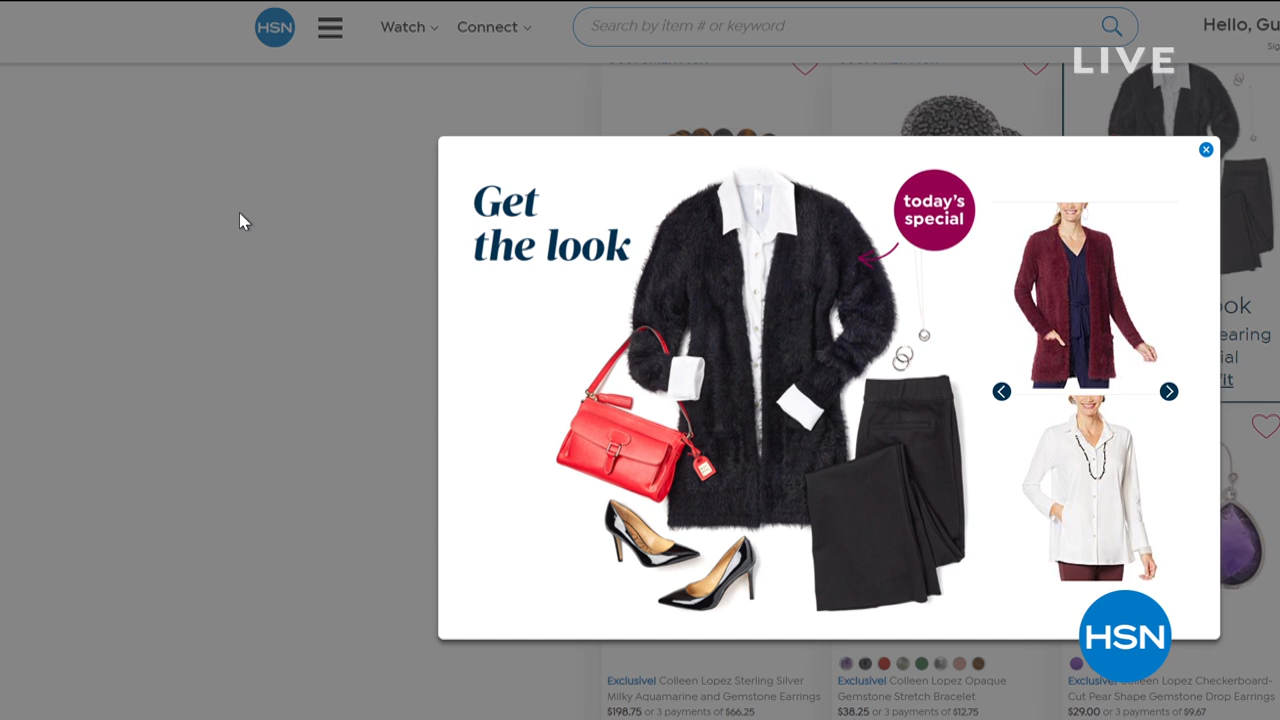 HSN
Watch
Connect
Search by item # or keyword
Hello, Gu
Sig
LIVE
Get
the look
today's
special
ook
earing
ial
it
HSN
Exclusive! Colleen Lopez Sterling Silver
Milky Aquamarine and Gemstone Earrings
$198.75 or 3 payments of $66.25
Exclusive! Colleen Lopez Opaque
Gemstone Stretch Bracelet
$38.25 or 3 payments of $12.75
Exclusive! Colleen Lopez Checkerboard-
Cut Pear Shape Gemstone Drop Earrings
$29.00 or 3 payments of $9.67